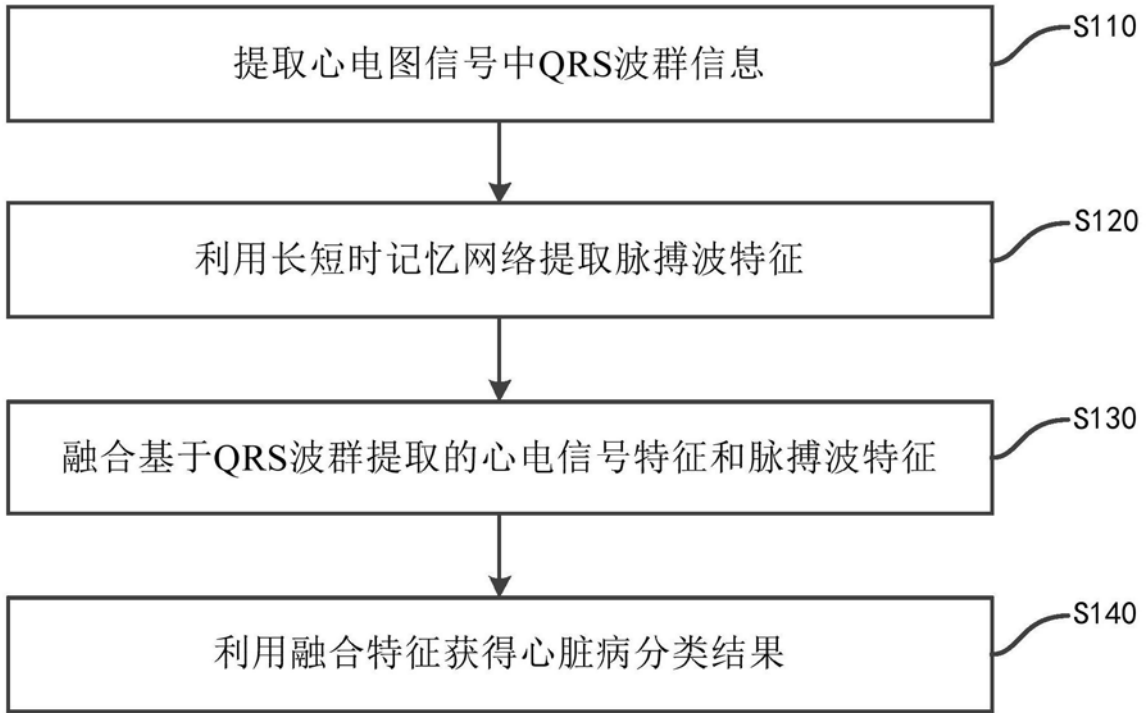 提取心电图信号中QRS波群信息
S110
利用长短时记忆网络提取脉搏波特征
S120
融合基于QRS波群提取的心电信号特征和脉搏波特征
S130
利用融合特征获得心脏病分类结果
S140